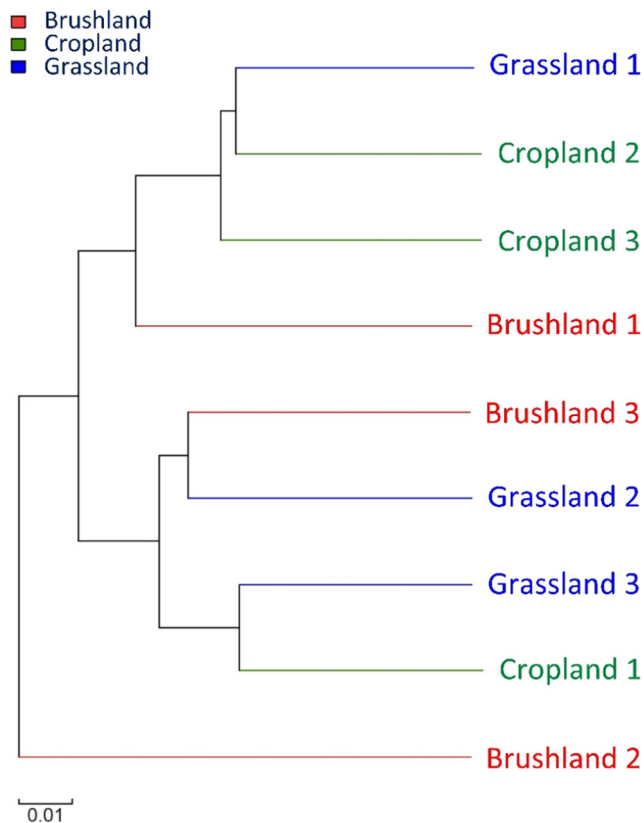 Brushland
Cropland
Grassland
Grassland 1
Cropland 2
Cropland 3
Brushland 1
Brushland 3
Grassland 2
Grassland 3
Cropland 1
Brushland 2
0.01